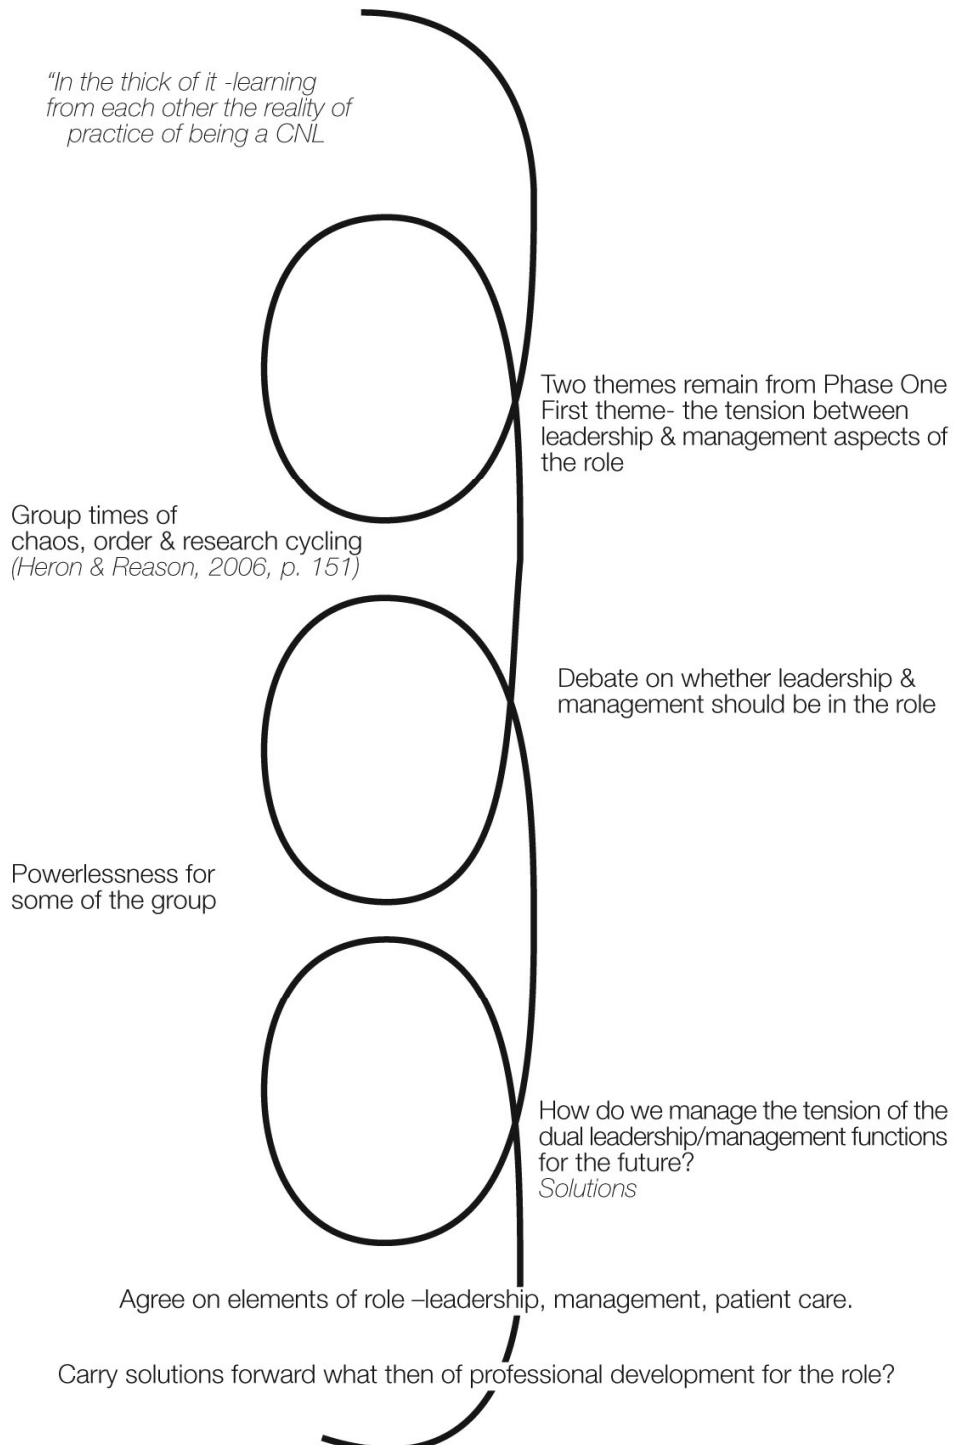 “In the thick of it -learning
from each other the reality of
practice of being a CNL
Two themes remain from Phase One
First theme- the tension between
leadership & management aspects of
the role
Group times of
chaos, order & research cycling
(Heron & Reason, 2006, p. 151)
Debate on whether leadership &
management should be in the role
Powerlessness for
some of the group
How do we manage the tension of the
dual leadership/management functions
for the future?
Solutions
Agree on elements of role –leadership, management, patient care.
Carry solutions forward what then of professional development for the role?